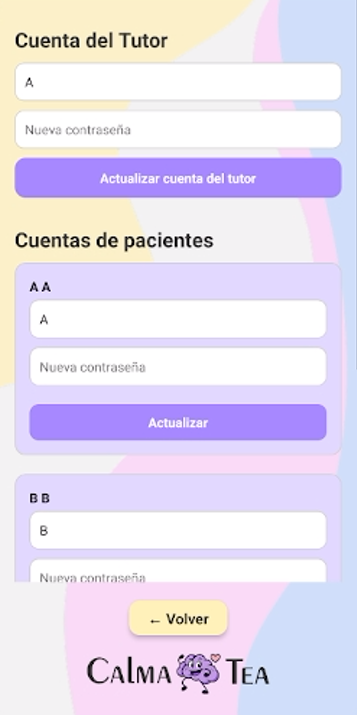 Cuenta del Tutor
A
Nueva contraseña
Actualizar cuenta del tutor
Cuentas de pacientes
A A
A
Nueva contraseña
Actualizar
B B
B
Nueva contraseña
← Volver
CALMA TEA